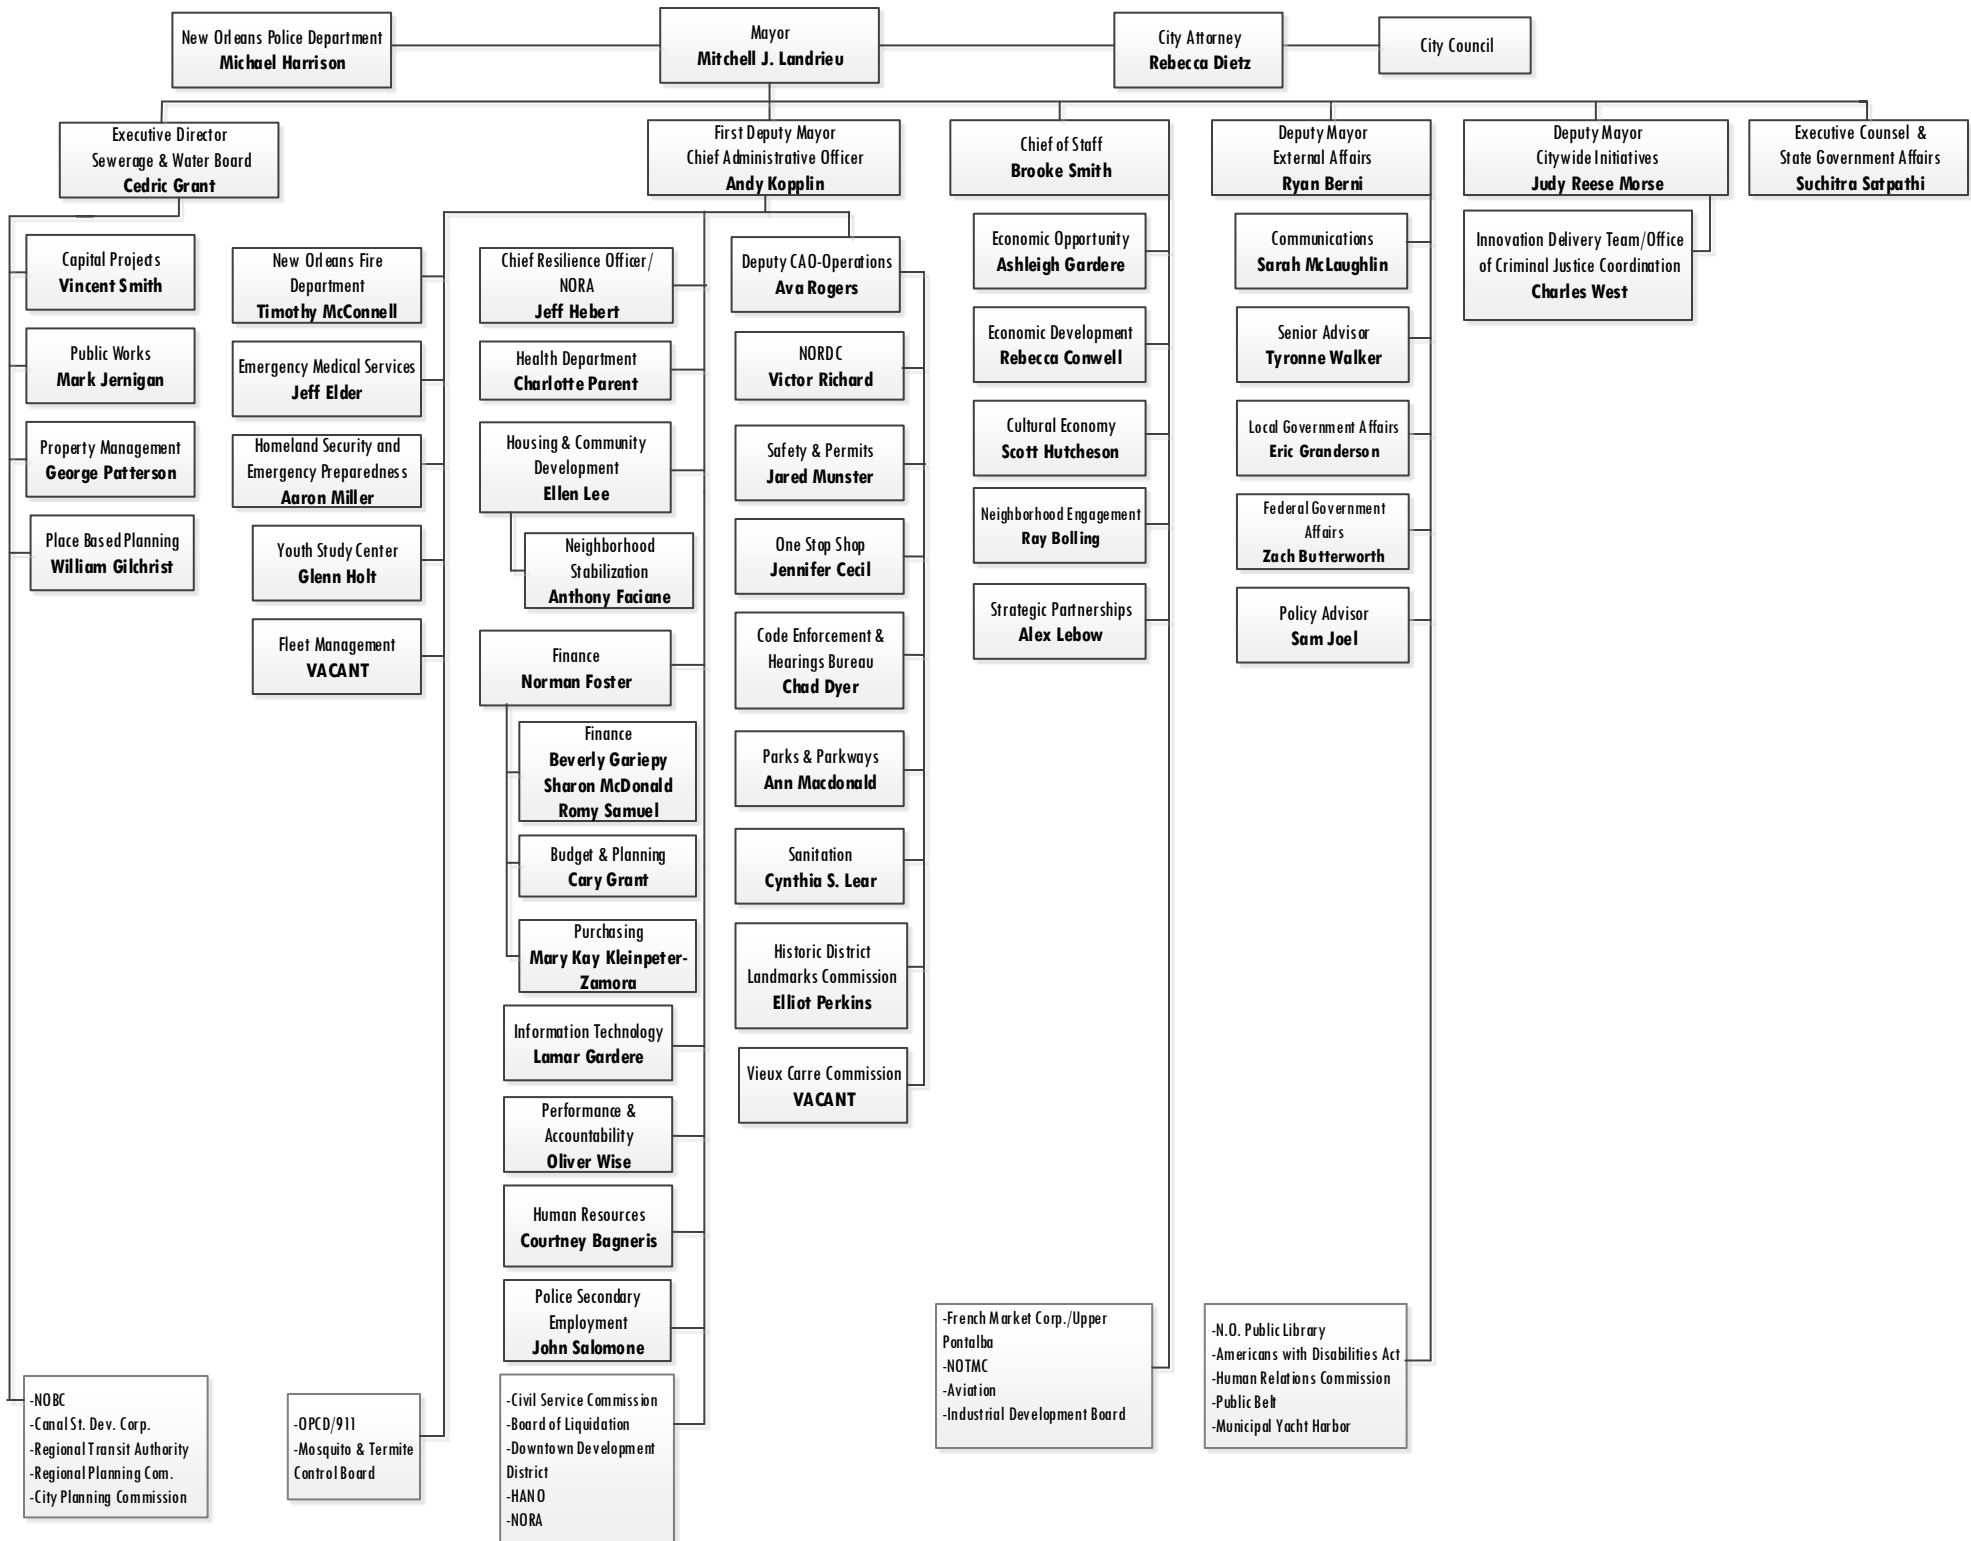 New Orleans Police Department
Michael Harrison
Mayor
Mitchell J. Landrieu
City Attorney
Rebecca Dietz
City Council
Executive Director
Sewerage & Water Board
Cedric Grant
First Deputy Mayor
Chief Administrative Officer
Andy Kopplin
Chief of Staff
Brooke Smith
Deputy Mayor
External Affairs
Ryan Berni
Deputy Mayor
Citywide Initiatives
Judy Reese Morse
Executive Counsel &
State Government Affairs
Suchitra Satpathi
Capital Projects
Vincent Smith
Public Works
Mark Jernigan
Property Management
George Patterson
Place Based Planning
William Gilchrist
-NOBC
-Canal St. Dev. Corp.
-Regional Transit Authority
-Regional Planning Com.
-City Planning Commission
New Orleans Fire
Department
Timothy McConnell
Emergency Medical Services
Jeff Elder
Homeland Security and
Emergency Preparedness
Aaron Miller
Youth Study Center
Glenn Holt
Fleet Management
VACANT
-OPCD/911
-Mosquito & Termite
Control Board
Chief Resilience Officer/
NORA
Jeff Hebert
Health Department
Charlotte Parent
Housing & Community
Development
Ellen Lee
Neighborhood
Stabilization
Anthony Faciane
Finance
Norman Foster
Finance
Beverly Gariepy
Sharon McDonald
Romy Samuel
Budget & Planning
Cary Grant
Purchasing
Mary Kay Kleinpeter-
Zamora
Information Technology
Lamar Gardere
Performance &
Accountability
Oliver Wise
Human Resources
Courtney Bagneris
Police Secondary
Employment
John Salomone
-Civil Service Commission
-Board of Liquidation
-Downtown Development
District
-HANO
-NORA
Deputy CAO-Operations
Ava Rogers
NORDC
Victor Richard
Safety & Permits
Jared Munster
One Stop Shop
Jennifer Cecil
Code Enforcement &
Hearings Bureau
Chad Dyer
Parks & Parkways
Ann Macdonald
Sanitation
Cynthia S. Lear
Historic District
Landmarks Commission
Elliot Perkins
Vieux Carre Commission
VACANT
Economic Opportunity
Ashleigh Gardere
Economic Development
Rebecca Conwell
Cultural Economy
Scott Hutcheson
Neighborhood Engagement
Ray Bolling
Strategic Partnerships
Alex Lebow
-French Market Corp./Upper
Pontalba
-NOTMC
-Aviation
-Industrial Development Board
Communications
Sarah McLaughlin
Senior Advisor
Tyronne Walker
Local Government Affairs
Eric Granderson
Federal Government
Affairs
Zach Butterworth
Policy Advisor
Sam Joel
-N.O. Public Library
-Americans with Disabilities Act
-Human Relations Commission
-Public Belt
-Municipal Yacht Harbor
Innovation Delivery Team/Office
of Criminal Justice Coordination
Charles West